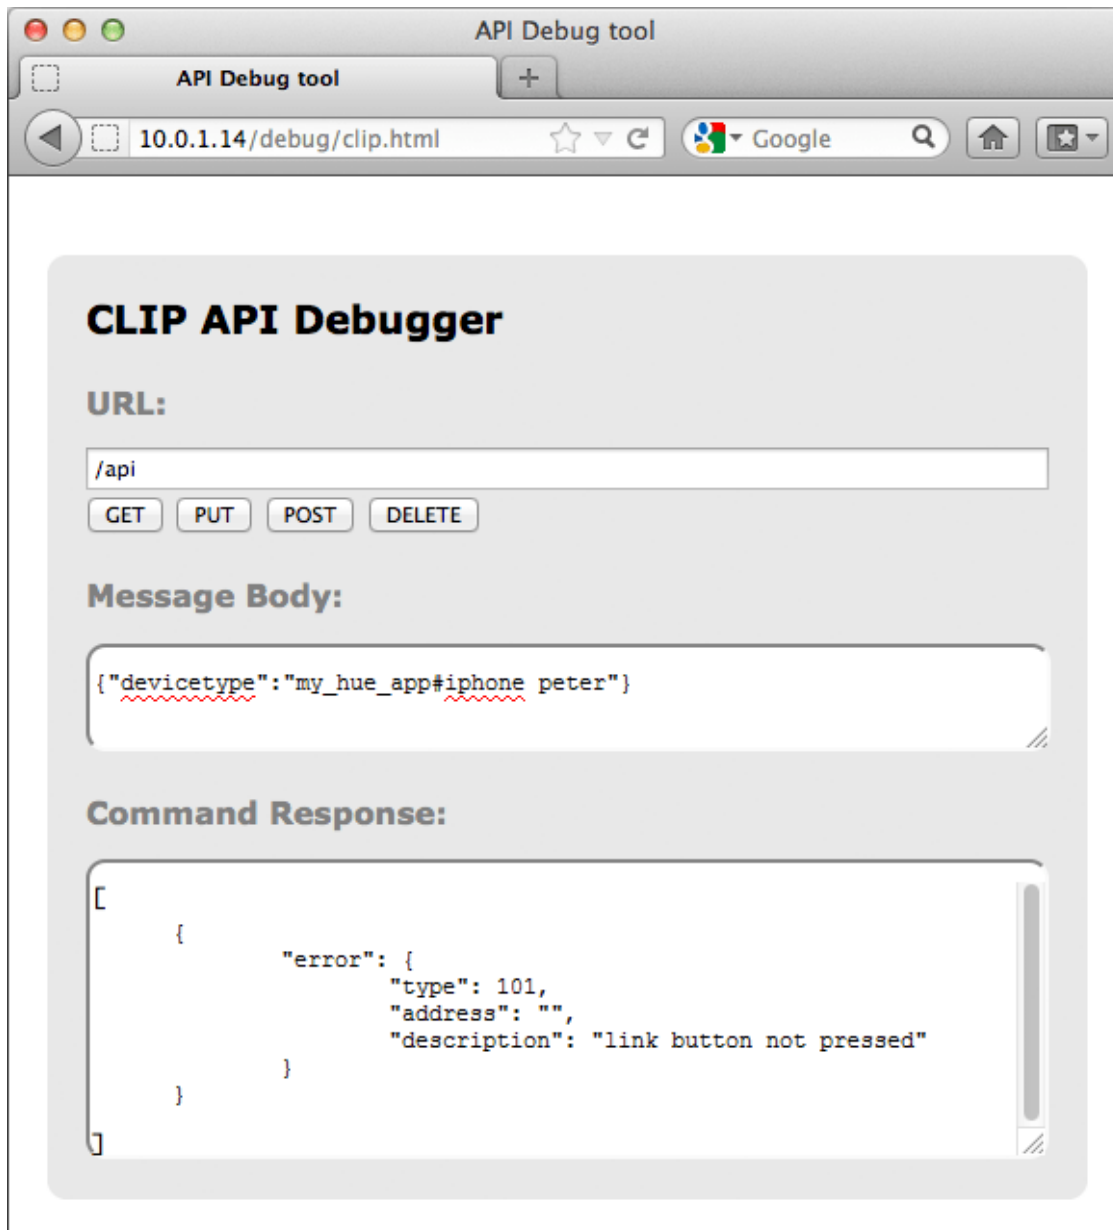 API Debug tool
API Debug tool
10.0.1.14/debug/clip.html Google
CLIP API Debugger
URL:
/api
GET PUT POST DELETE
Message Body:
{"devicetype":"my_hue_app#iphone peter"}
Command Response:
[
{
"error": {
"type": 101,
"address": "",
"description": "link button not pressed"
}
}
]